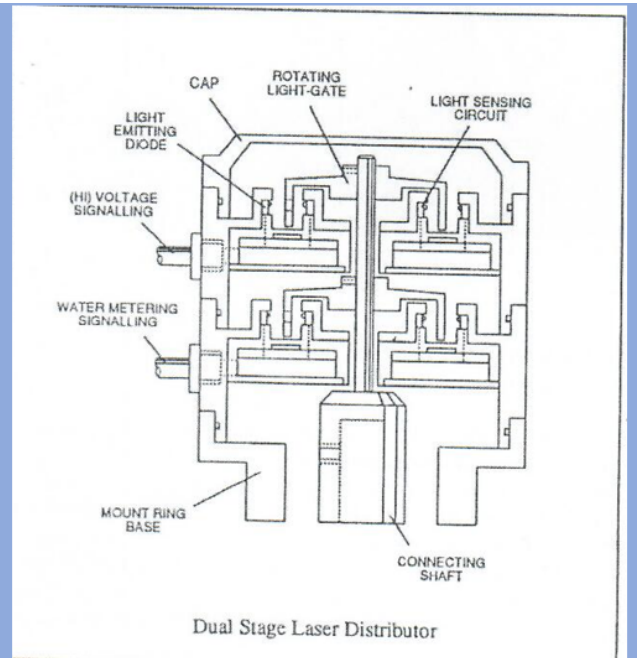 CAP
ROTATING
LIGHT-GATE
LIGHT SENSING
CIRCUIT
LIGHT
EMITTING
DIODE
(HI) VOLTAGE
SIGNALLING
WATER METERING
SIGNALLING
MOUNT RING
BASE
CONNECTING
SHAFT
Dual Stage Laser Distributor